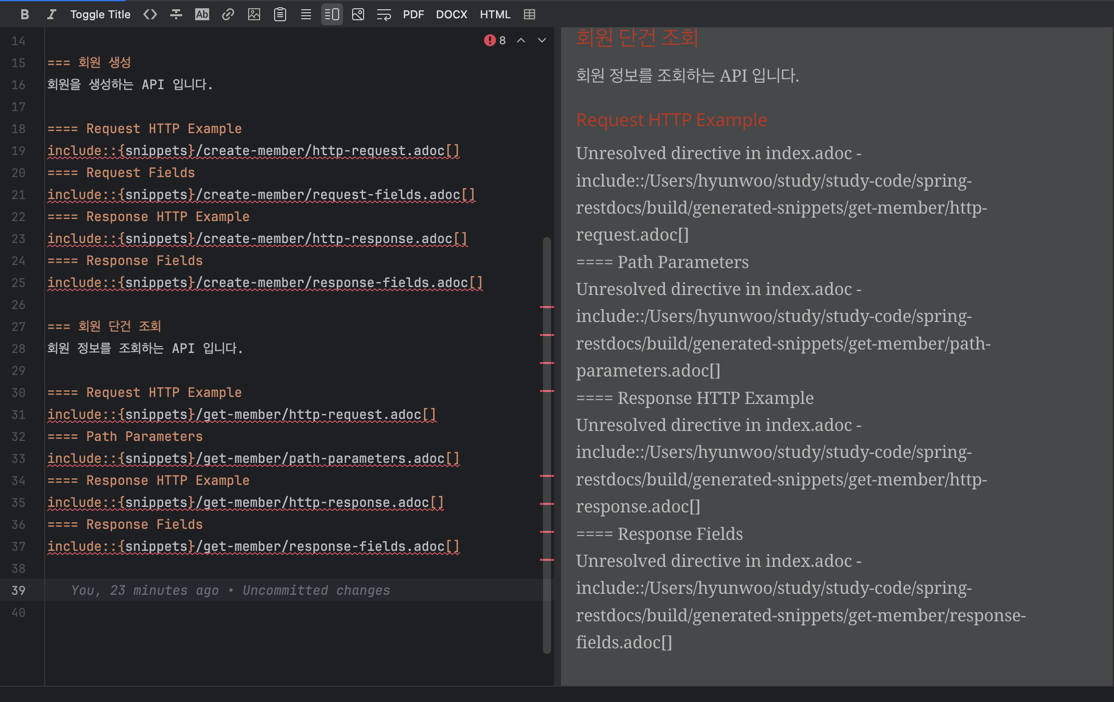 B I Toggle Title Ab PDF DOCX HTML
8
14
15 === 회원 생성
16 회원을 생성하는 API 입니다.
17
18 ==== Request HTTP Example
19 include::{snippets}/create-member/http-request.adoc[]
20 ==== Request Fields
21 include::{snippets}/create-member/request-fields.adoc[]
22 ==== Response HTTP Example
23 include::{snippets}/create-member/http-response.adoc[]
24 ==== Response Fields
25 include::{snippets}/create-member/response-fields.adoc[]
26
27 === 회원 단건 조회
28 회원 정보를 조회하는 API 입니다.
29
30 ==== Request HTTP Example
31 include::{snippets}/get-member/http-request.adoc[]
32 ==== Path Parameters
33 include::{snippets}/get-member/path-parameters.adoc[]
34 ==== Response HTTP Example
35 include::{snippets}/get-member/http-response.adoc[]
36 ==== Response Fields
37 include::{snippets}/get-member/response-fields.adoc[]
38
39 You, 23 minutes ago • Uncommitted changes
40
회원 단건 조회
회원 정보를 조회하는 API 입니다.
Request HTTP Example
Unresolved directive in index.adoc -
include::/Users/hyunwoo/study/study-code/spring-
restdocs/build/generated-snippets/get-member/http-
request.adoc[]
==== Path Parameters
Unresolved directive in index.adoc -
include::/Users/hyunwoo/study/study-code/spring-
restdocs/build/generated-snippets/get-member/path-
parameters.adoc[]
==== Response HTTP Example
Unresolved directive in index.adoc -
include::/Users/hyunwoo/study/study-code/spring-
restdocs/build/generated-snippets/get-member/http-
response.adoc[]
==== Response Fields
Unresolved directive in index.adoc -
include::/Users/hyunwoo/study/study-code/spring-
restdocs/build/generated-snippets/get-member/response-
fields.adoc[]